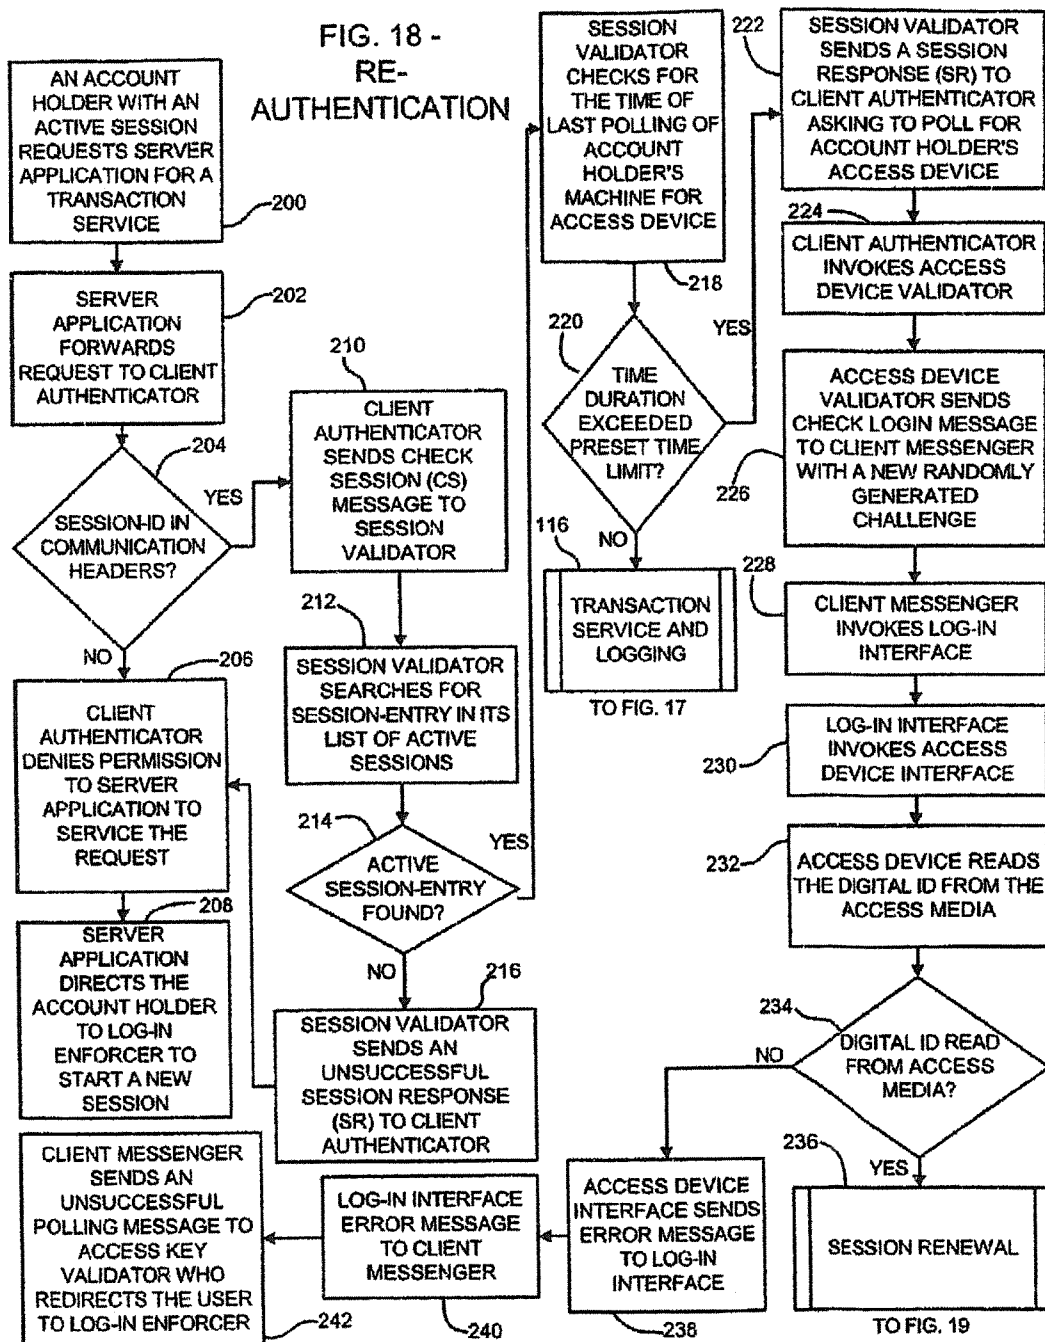 FIG. 18 -
RE-
AUTHENTICATION
AN ACCOUNT
HOLDER WITH AN
ACTIVE SESSION
REQUESTS SERVER
APPLICATION FOR A
TRANSACTION
SERVICE
200
SERVER
APPLICATION
FORWARDS
REQUEST TO CLIENT
AUTHENTICATOR
202
204
SESSION-ID IN
COMMUNICATION
HEADERS?
YES
NO
206
CLIENT
AUTHENTICATOR
DENIES PERMISSION
TO SERVER
APPLICATION TO
SERVICE THE
REQUEST
208
SERVER
APPLICATION
DIRECTS THE
ACCOUNT HOLDER
TO LOG-IN
ENFORCER TO
START A NEW
SESSION
210
CLIENT
AUTHENTICATOR
SENDS CHECK
SESSION (CS)
MESSAGE TO
SESSION
VALIDATOR
212
SESSION VALIDATOR
SEARCHES FOR
SESSION-ENTRY IN ITS
LIST OF ACTIVE
SESSIONS
214
ACTIVE
SESSION-ENTRY
FOUND?
YES
NO
216
SESSION VALIDATOR
SENDS AN
UNSUCCESSFUL
SESSION RESPONSE
(SR) TO CLIENT
AUTHENTICATOR
SESSION
VALIDATOR
CHECKS FOR
THE TIME OF
LAST POLLING OF
ACCOUNT
HOLDER'S
MACHINE FOR
ACCESS DEVICE
218
220
TIME
DURATION
EXCEEDED
PRESET TIME
LIMIT?
YES
NO
116
TRANSACTION
SERVICE AND
LOGGING
TO FIG. 17
222
SESSION VALIDATOR
SENDS A SESSION
RESPONSE (SR) TO
CLIENT AUTHENTICATOR
ASKING TO POLL FOR
ACCOUNT HOLDER'S
ACCESS DEVICE
224
CLIENT AUTHENTICATOR
INVOKES ACCESS
DEVICE VALIDATOR
ACCESS DEVICE
VALIDATOR SENDS
CHECK LOGIN MESSAGE
TO CLIENT MESSENGER
WITH A NEW RANDOMLY
GENERATED
CHALLENGE
226
228
CLIENT MESSENGER
INVOKES LOG-IN
INTERFACE
LOG-IN INTERFACE
INVOKES ACCESS
DEVICE INTERFACE
230
232
ACCESS DEVICE READS
THE DIGITAL ID FROM THE
ACCESS MEDIA
234
DIGITAL ID READ
FROM ACCESS
MEDIA?
NO
YES
236
SESSION RENEWAL
TO FIG. 19
ACCESS DEVICE
INTERFACE SENDS
ERROR MESSAGE
TO LOG-IN
INTERFACE
238
LOG-IN INTERFACE
ERROR MESSAGE
TO CLIENT
MESSENGER
240
CLIENT MESSENGER
SENDS AN
UNSUCCESSFUL
POLLING MESSAGE TO
ACCESS KEY
VALIDATOR WHO
REDIRECTS THE USER
TO LOG-IN ENFORCER
242